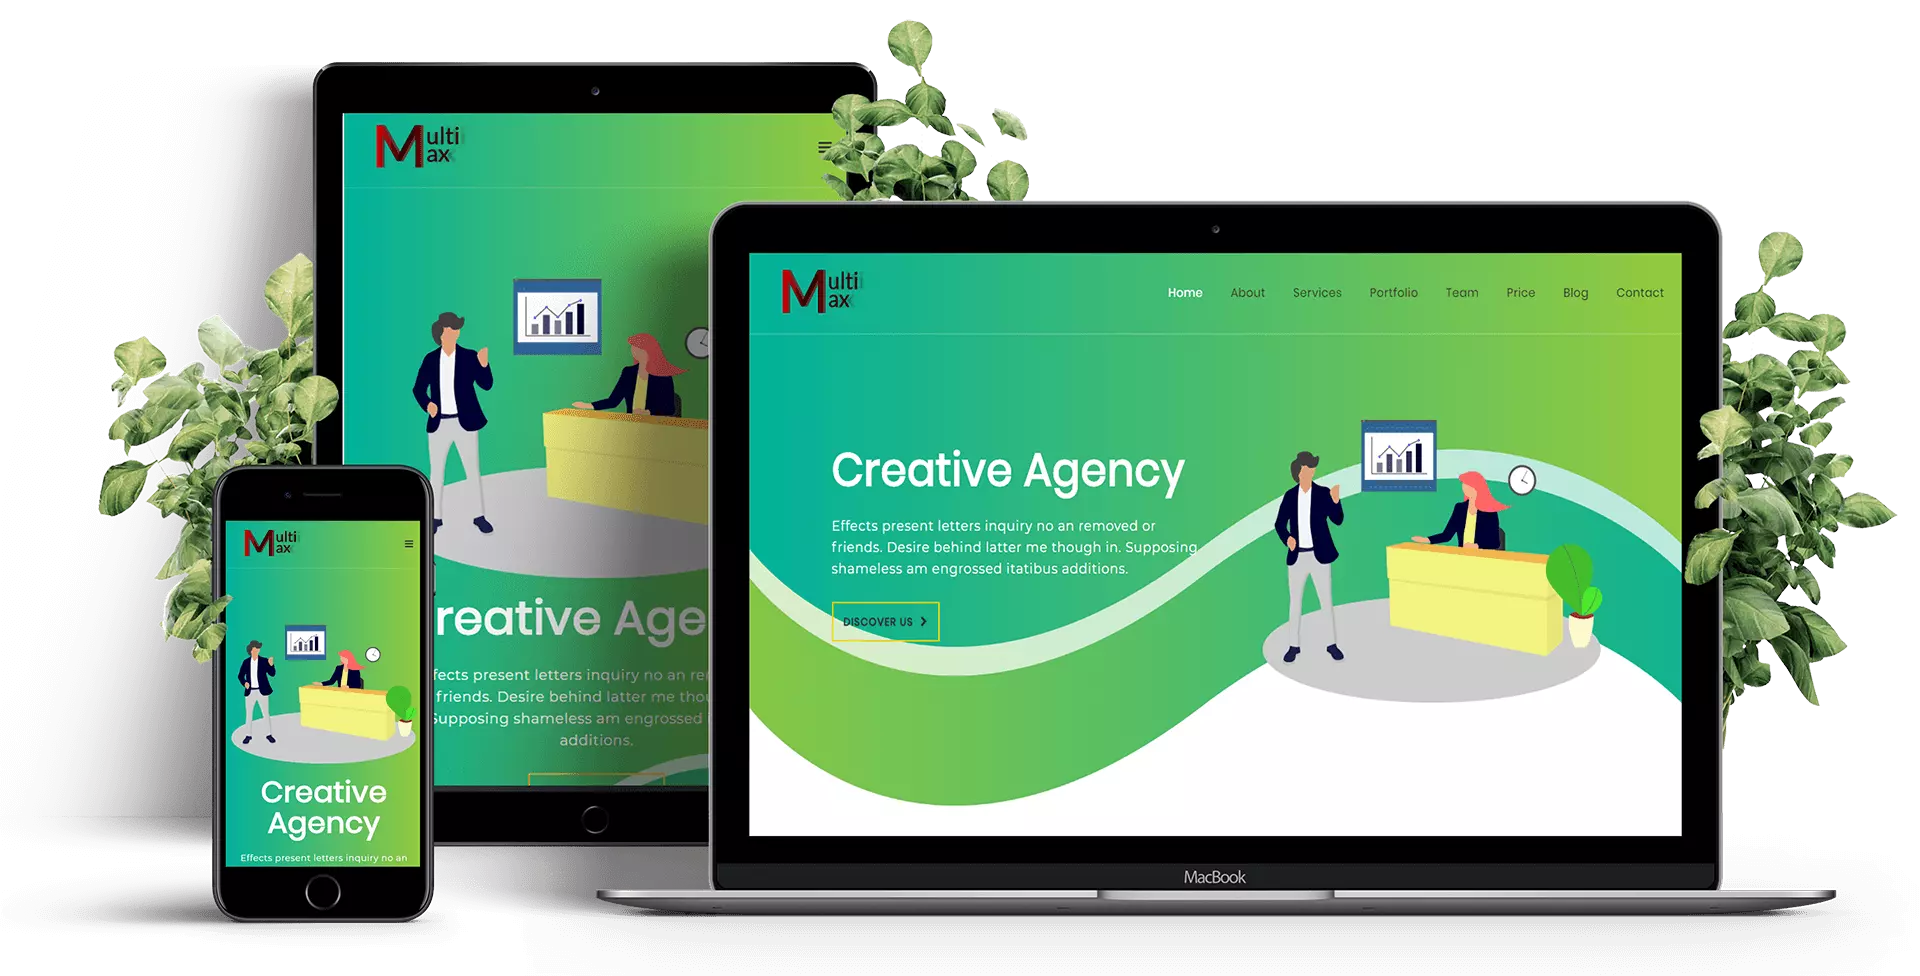 Multi
Max
Multi
Max
Home About Services Portfolio Team Price Blog Contact
Creative Agency
Effects present letters inquiry no an removed or
friends. Desire behind latter me though in. Supposing
shameless am engrossed itatibus additions.
DISCOVER US
MacBook
reative Age
fects present letters inquiry no an re
friends. Desire behind latter me thou
Supposing shameless am engrossed
additions.
Multi
Max
Creative
Agency
Effects present letters inquiry no an